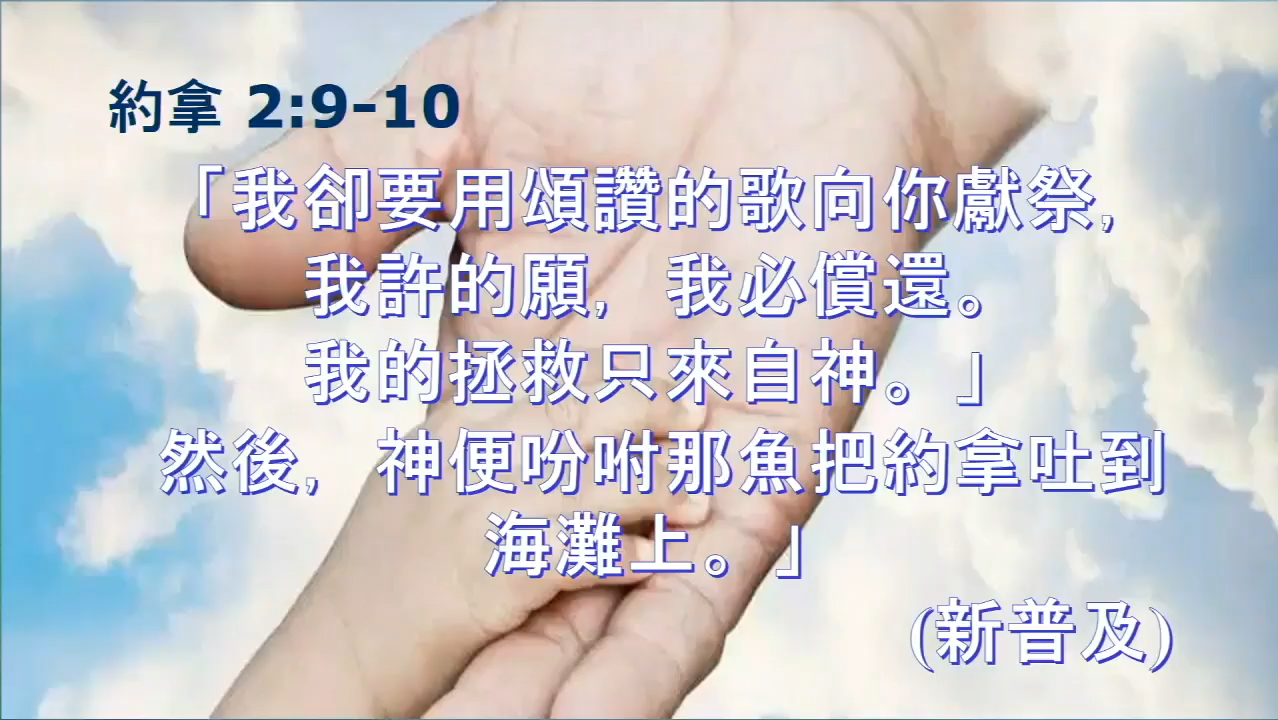 約拿 2:9-10
「我卻要用頌讚的歌向你獻祭,
我許的願, 我必償還。
我的拯救只來自神。」
然後, 神便吩咐那魚把約拿吐到
海灘上。」
(新普及)